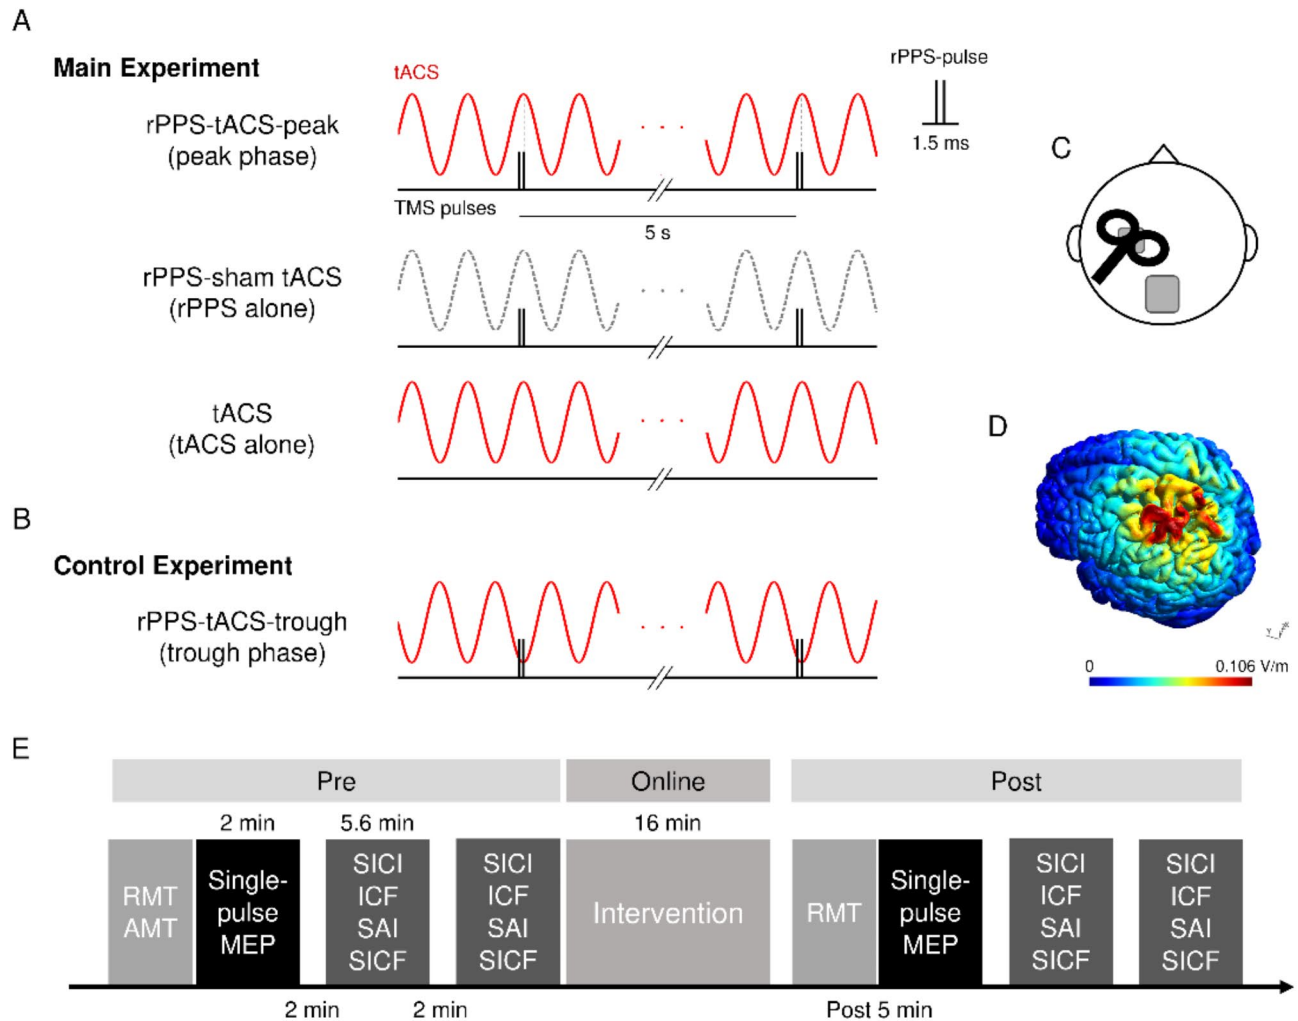 A
Main Experiment
rPPS-tACS-peak
(peak phase)
tACS
TMS pulses
5 s
rPPS-pulse
1.5 ms
rPPS-sham tACS
(rPPS alone)
tACS
(tACS alone)
B
Control Experiment
rPPS-tACS-trough
(trough phase)
C
D
0
0.106 V/m
E
Pre
Online
Post
2 min
5.6 min
16 min
RMT
AMT
Single-
pulse
MEP
SICI
ICF
SAI
SICF
SICI
ICF
SAI
SICF
Intervention
RMT
Single-
pulse
MEP
SICI
ICF
SAI
SICF
SICI
ICF
SAI
SICF
2 min
2 min
Post 5 min